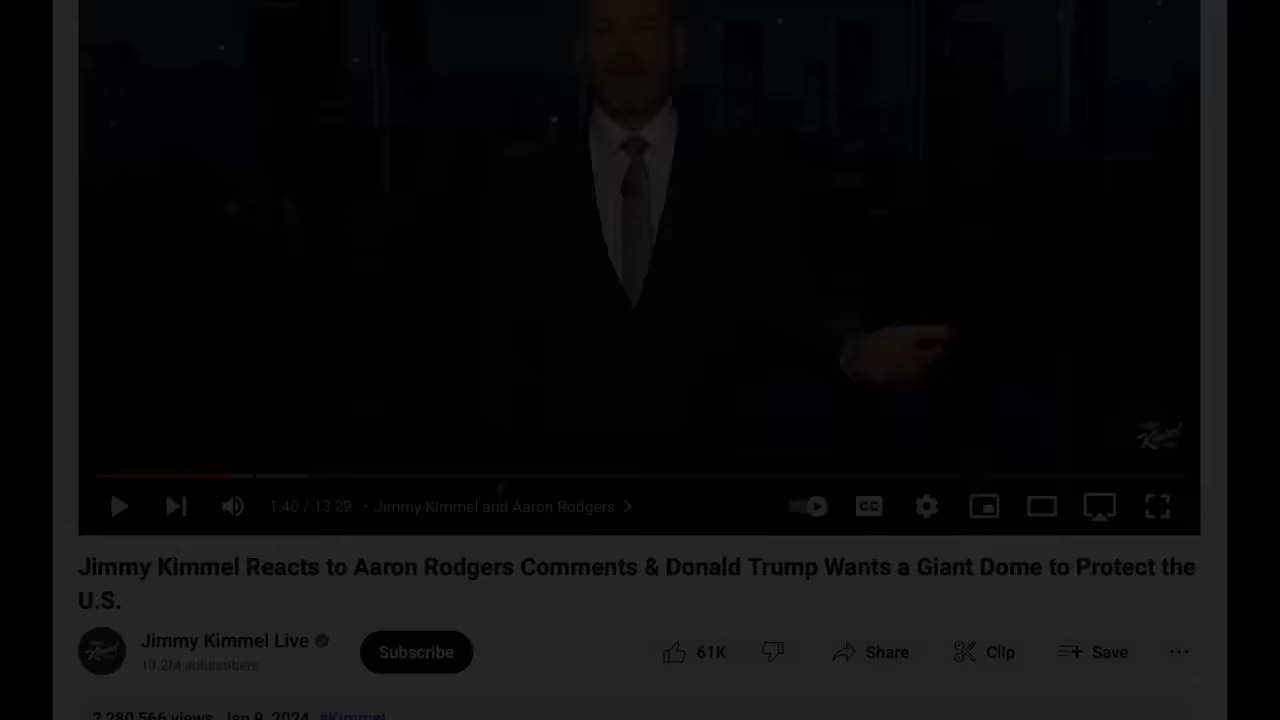 Kimmel
1:40 / 13:29 • Jimmy Kimmel and Aaron Rodgers
CC
Jimmy Kimmel Reacts to Aaron Rodgers Comments & Donald Trump Wants a Giant Dome to Protect the
U.S.
Jimmy Kimmel Live
19.2M subscribers
Subscribe
61K
Share
Clip
Save
2,280,566 views Jan 9, 2024 #Kimmel